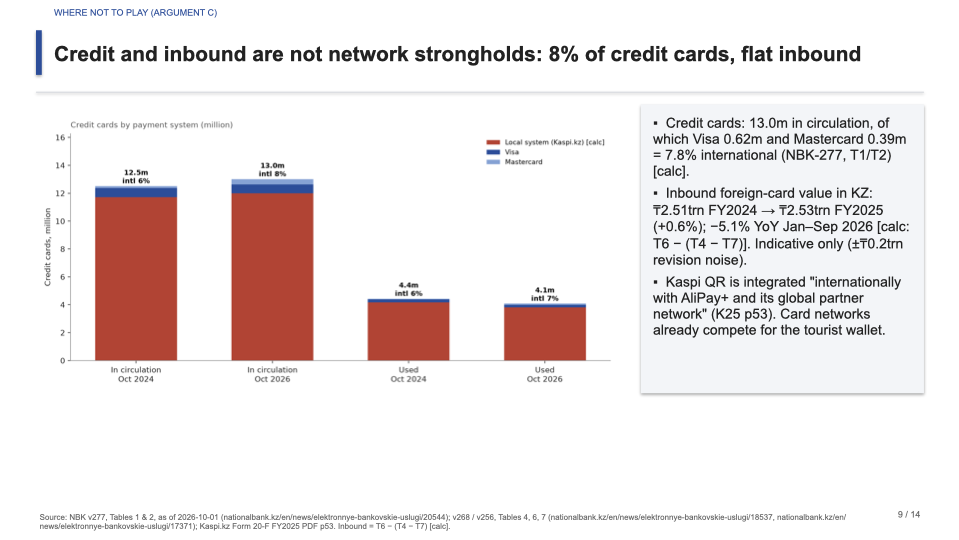 WHERE NOT TO PLAY (ARGUMENT C)
Credit and inbound are not network strongholds: 8% of credit cards, flat inbound
Credit cards by payment system (million)
Local system (Kaspi.kz) [calc]
Visa
Mastercard
Credit cards, million
16
14
12
10
8
6
4
2
0
12.5m
intl 6%
13.0m
intl 8%
4.4m
intl 6%
4.1m
intl 7%
In circulation
Oct 2024
In circulation
Oct 2026
Used
Oct 2024
Used
Oct 2026
▪ Credit cards: 13.0m in circulation, of
which Visa 0.62m and Mastercard 0.39m
= 7.8% international (NBK-277, T1/T2)
[calc].
▪ Inbound foreign-card value in KZ:
₸2.51trn FY2024 → ₸2.53trn FY2025
(+0.6%); −5.1% YoY Jan–Sep 2026 [calc:
T6 − (T4 − T7)]. Indicative only (±₸0.2trn
revision noise).
▪ Kaspi QR is integrated "internationally
with AliPay+ and its global partner
network" (K25 p53). Card networks
already compete for the tourist wallet.
Source: NBK v277, Tables 1 & 2, as of 2026-10-01 (nationalbank.kz/en/news/elektronnye-bankovskie-uslugi/20544); v268 / v256, Tables 4, 6, 7 (nationalbank.kz/en/news/elektronnye-bankovskie-uslugi/18537, nationalbank.kz/en/
news/elektronnye-bankovskie-uslugi/17371); Kaspi.kz Form 20-F FY2025 PDF p53. Inbound = T6 − (T4 − T7) [calc].
9 / 14